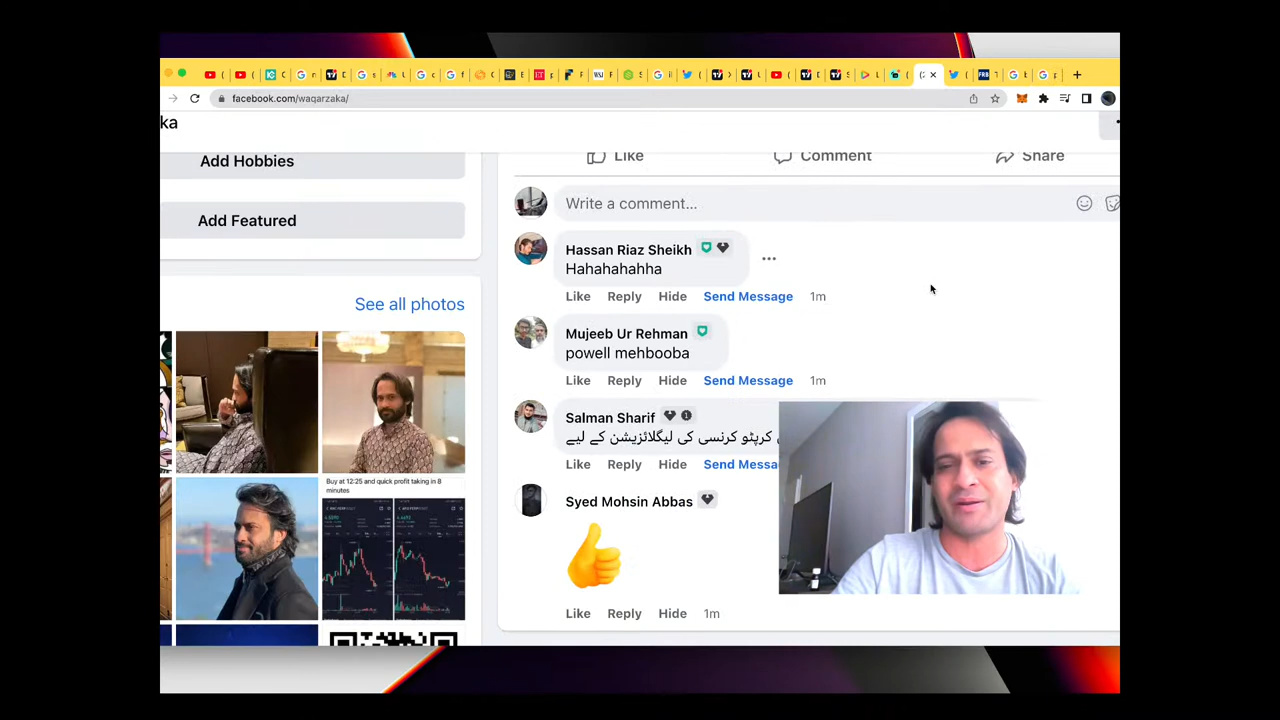 facebook.com/waqarzaka/
ka
Add Hobbies
Add Featured
See all photos
Buy at 12:25 and quick profit taking in 8
minutes
Like Comment Share
Write a comment...
Hassan Riaz Sheikh
Hahahahahha
Like Reply Hide Send Message 1m
Mujeeb Ur Rehman
powell mehbooba
Like Reply Hide Send Message 1m
Salman Sharif
کرپٹو کرنسی کی لیگلائزیشن کے لیے
Like Reply Hide Send Messa
Syed Mohsin Abbas
Like Reply Hide 1m